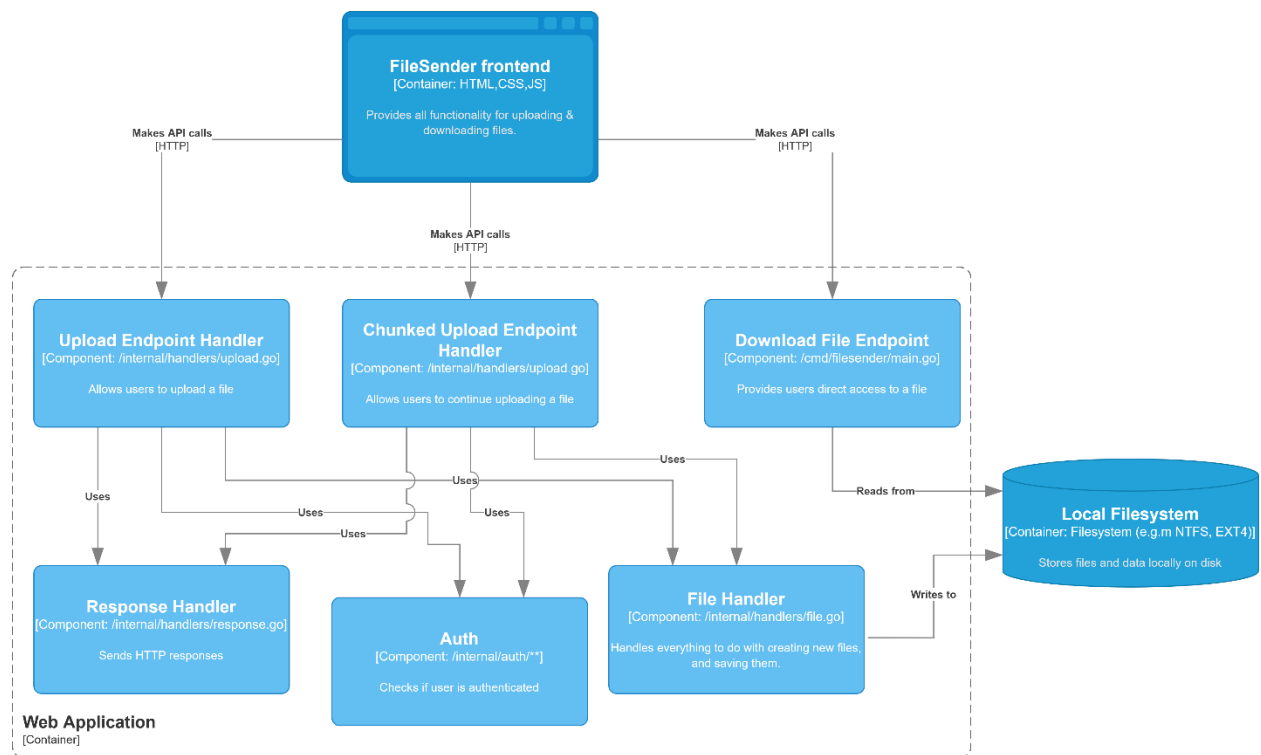 FileSender frontend
[Container: HTML,CSS,JS]
Provides all functionality for uploading &
downloading files.
Makes API calls
[HTTP]
Makes API calls
[HTTP]
Makes API calls
[HTTP]
Upload Endpoint Handler
[Component: /internal/handlers/upload.go]
Allows users to upload a file
Chunked Upload Endpoint
Handler
[Component: /internal/handlers/upload.go]
Allows users to continue uploading a file
Download File Endpoint
[Component: /cmd/filesender/main.go]
Provides users direct access to a file
Uses
Uses
Uses
Uses
Uses
Uses
Reads from
Local Filesystem
[Container: Filesystem (e.g.m NTFS, EXT4)]
Stores files and data locally on disk
Writes to
Response Handler
[Component: /internal/handlers/response.go]
Sends HTTP responses
Auth
[Component: /internal/auth/**]
Checks if user is authenticated
File Handler
[Component: /internal/handlers/file.go]
Handles everything to do with creating new files,
and saving them.
Web Application
[Container]